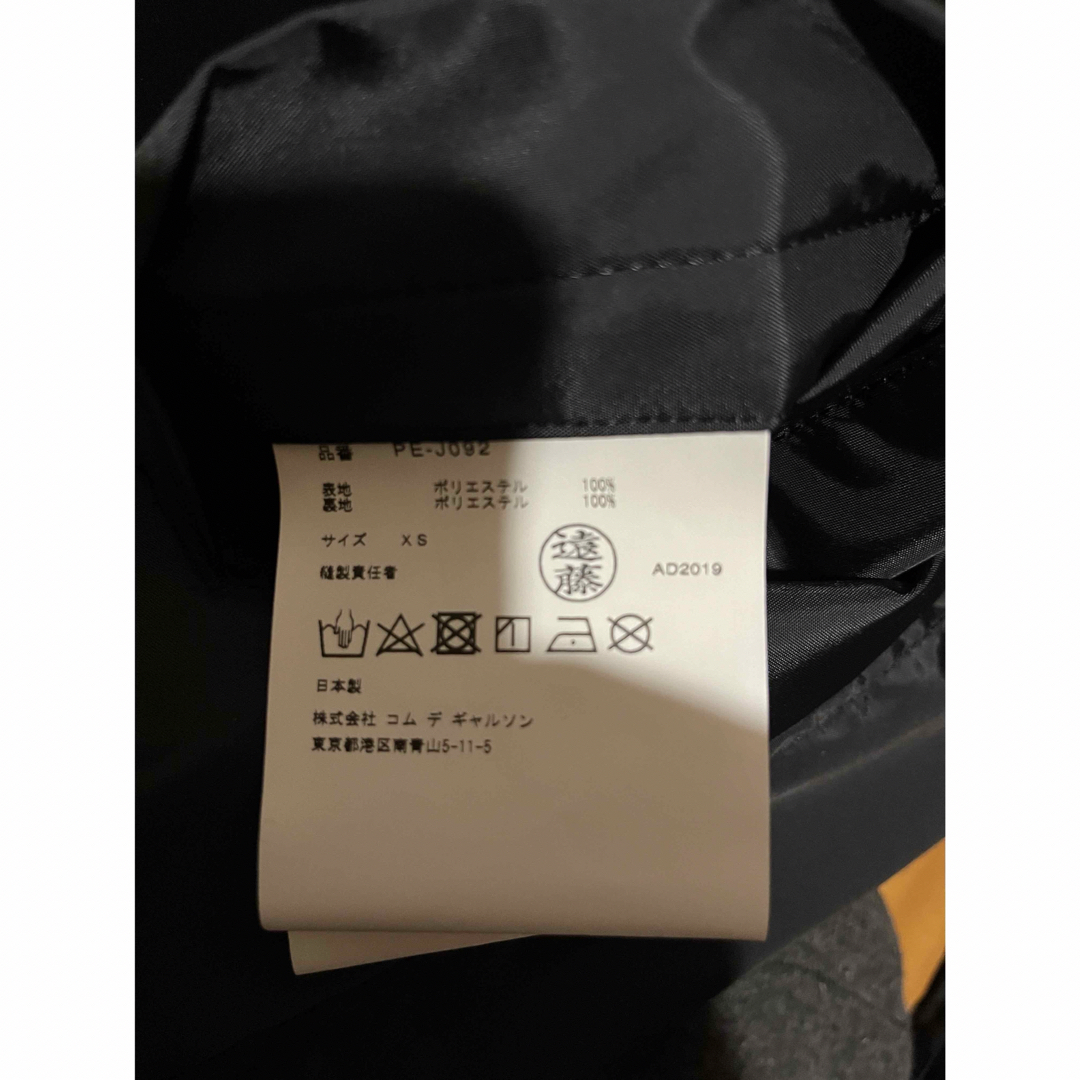 品番 PE-J092
表地 ポリエステル 100%
裏地 ポリエステル 100%
サイズ XS
縫製責任者 遠藤 AD2019
日本製
株式会社 コム デ ギャルソン
東京都港区南青山5-11-5